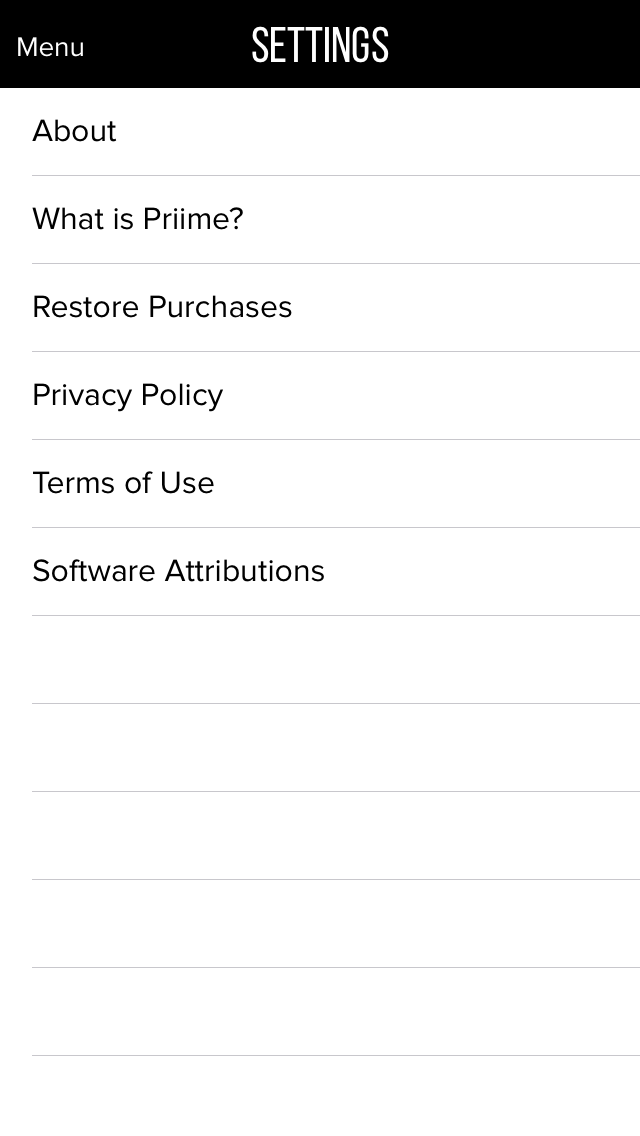 Menu
SETTINGS
About
What is Priime?
Restore Purchases
Privacy Policy
Terms of Use
Software Attributions